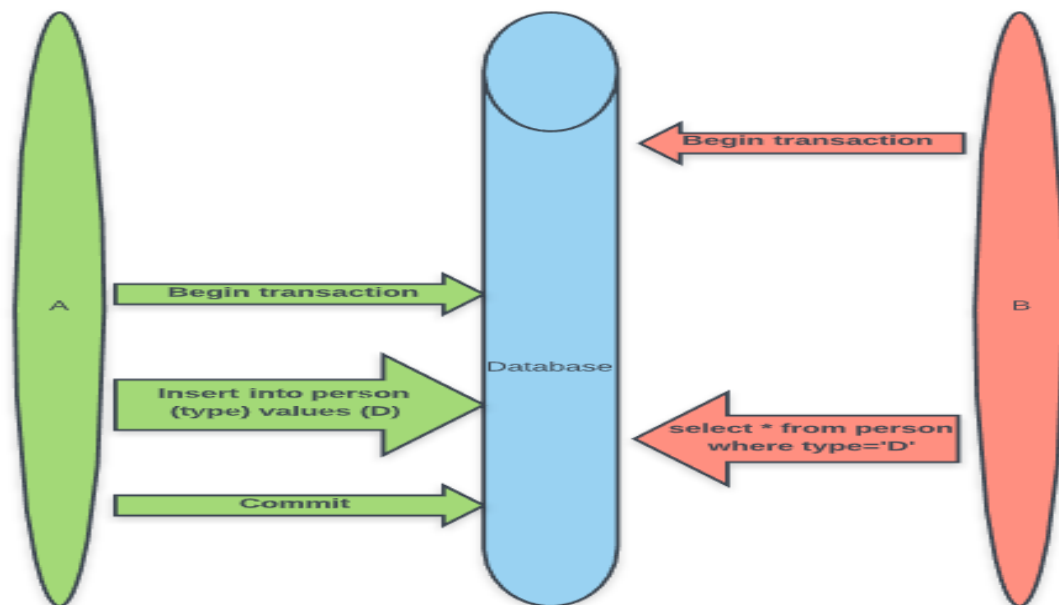 Begin transaction
Begin transaction
A
B
Database
Insert into person
(type) values (D)
select * from person
where type='D'
Commit